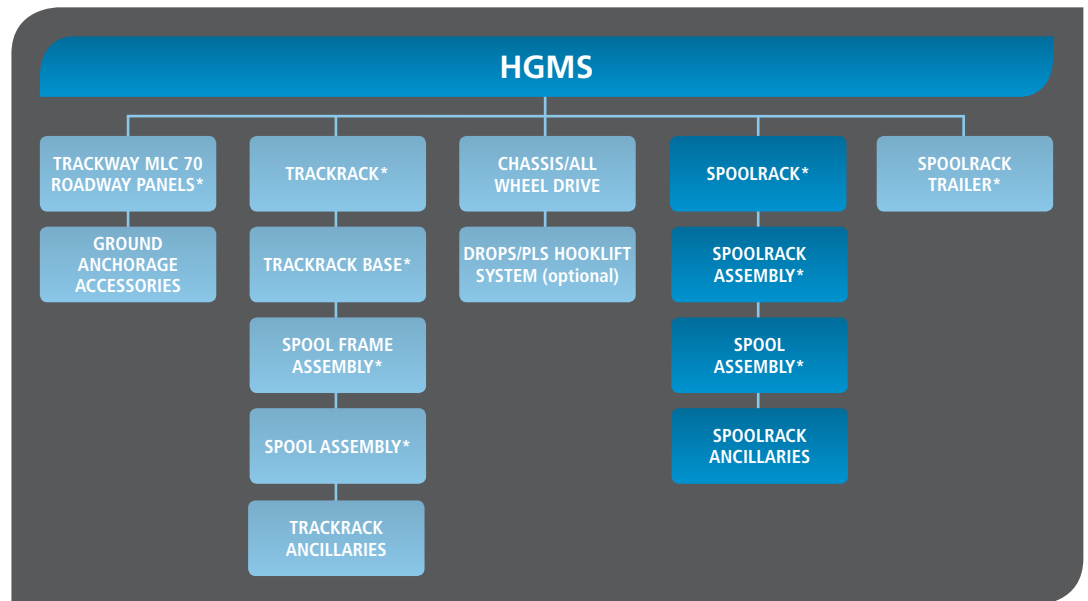 HGMS
TRACKWAY MLC 70
ROADWAY PANELS*
GROUND
ANCHORAGE
ACCESSORIES
TRACKRACK*
TRACKRACK BASE*
SPOOL FRAME
ASSEMBLY*
SPOOL ASSEMBLY*
TRACKRACK
ANCILLARIES
CHASSIS/ALL
WHEEL DRIVE
DROPS/PLS HOOKLIFT
SYSTEM (optional)
SPOOLRACK*
SPOOLRACK
ASSEMBLY*
SPOOL
ASSEMBLY*
SPOOLRACK
ANCILLARIES
SPOOLRACK
TRAILER*